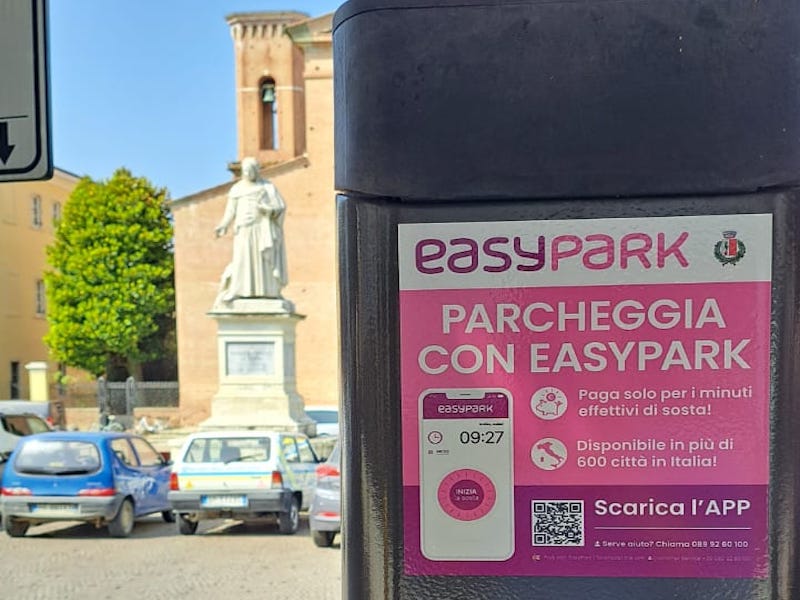 easypark
PARCHEGGIA
CON EASYPARK
easypark
09:27
INIZIA
la sosta
Paga solo per i minuti
effettivi di sosta!
Disponibile in più di
600 città in Italia!
Scarica l'APP
Serve aiuto? Chiama 089 92 60 100